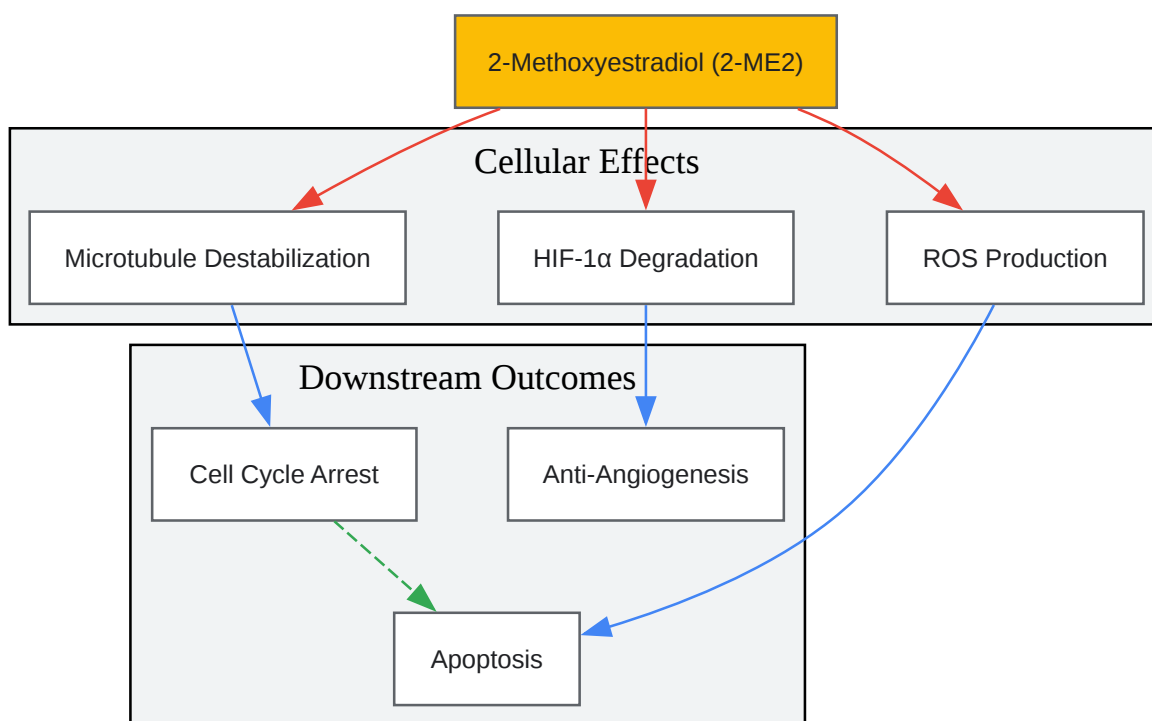 2-Methoxyestradiol (2-ME2)
Cellular Effects
Microtubule Destabilization
HIF-1α Degradation
ROS Production
Downstream Outcomes
Cell Cycle Arrest
Anti-Angiogenesis
Apoptosis